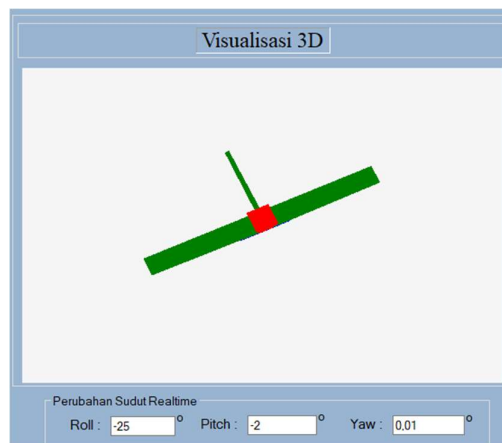 Visualisasi 3D
Perubahan Sudut Realtime
Roll : -25 o Pitch : -2 o Yaw : 0,01 o